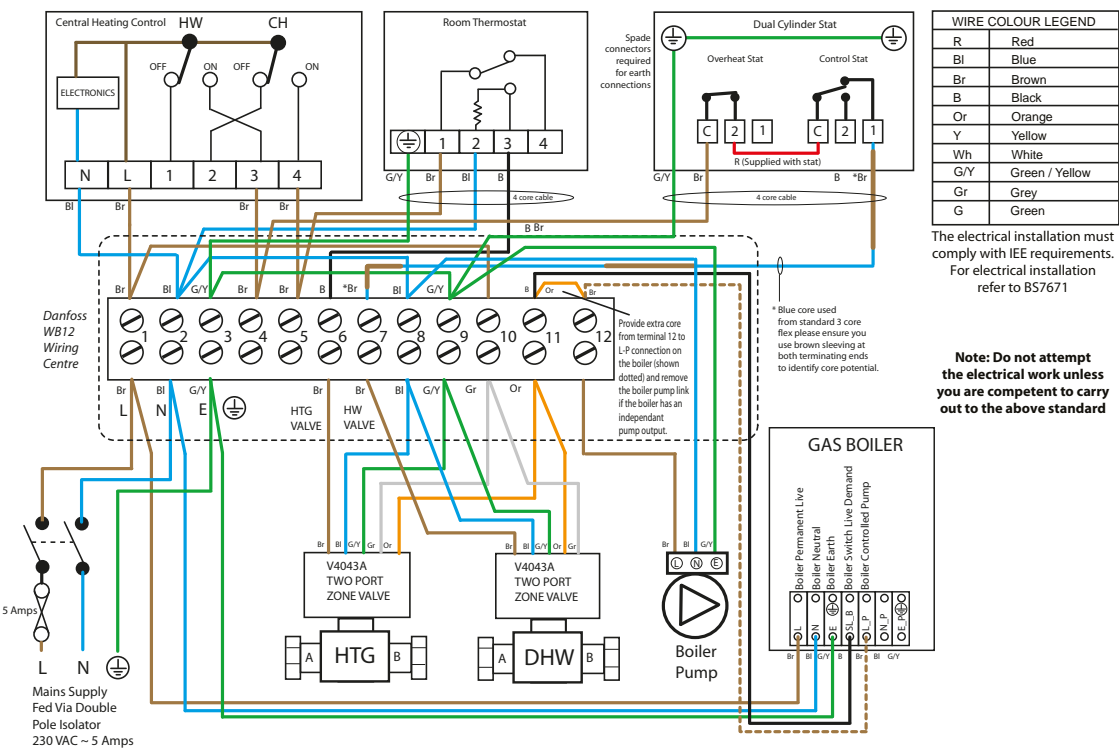 Central Heating Control
HW
CH
OFF
ON
OFF
ON
ELECTRONICS
N
L
1
2
3
4
Bl
Br
Br
Br
Room Thermostat
1
2
3
4
G/Y
Br
Bl
B
4 core cable
Spade
connectors
required
for earth
connections
Dual Cylinder Stat
Overheat Stat
Control Stat
C
2
1
C
2
1
R (Supplied with stat)
G/Y
Br
B
*Br
4 core cable
WIRE COLOUR LEGEND
R Red
Bl Blue
Br Brown
B Black
Or Orange
Y Yellow
Wh White
G/Y Green / Yellow
Gr Grey
G Green
The electrical installation must
comply with IEE requirements.
For electrical installation
refer to BS7671
Note: Do not attempt
the electrical work unless
you are competent to carry
out to the above standard
B Br
Br
Bl
G/Y
Br
Br
B
*Br
Bl
G/Y
B
Or
Br
Danfoss
WB12
Wiring
Centre
1
2
3
4
5
6
7
8
9
10
11
12
Provide extra core
from terminal 12 to
L-P connection on
the boiler (shown
dotted) and remove
the boiler pump link
if the boiler has an
independant
pump output.
* Blue core used
from standard 3 core
flex please ensure you
use brown sleeving at
both terminating ends
to identify core potential.
Br
Bl
G/Y
Br
Br
Bl
G/Y
Gr
Or
L
N
E
HTG
VALVE
HW
VALVE
5 Amps
L
N
Mains Supply
Fed Via Double
Pole Isolator
230 VAC ~ 5 Amps
Br
Bl
G/Y
Gr
Or
V4043A
TWO PORT
ZONE VALVE
A
HTG
B
Br
Bl
G/Y
Or
Gr
V4043A
TWO PORT
ZONE VALVE
A
DHW
B
Br
Bl
G/Y
L
N
E
Boiler
Pump
GAS BOILER
Boiler Permanent Live
Boiler Neutral
Boiler Earth
Boiler Switch Live Demand
Boiler Controlled Pump
L
N
E
SL_B
L_P
N_P
E_P
Br
Bl
G/Y
B
Br
Bl
G/Y